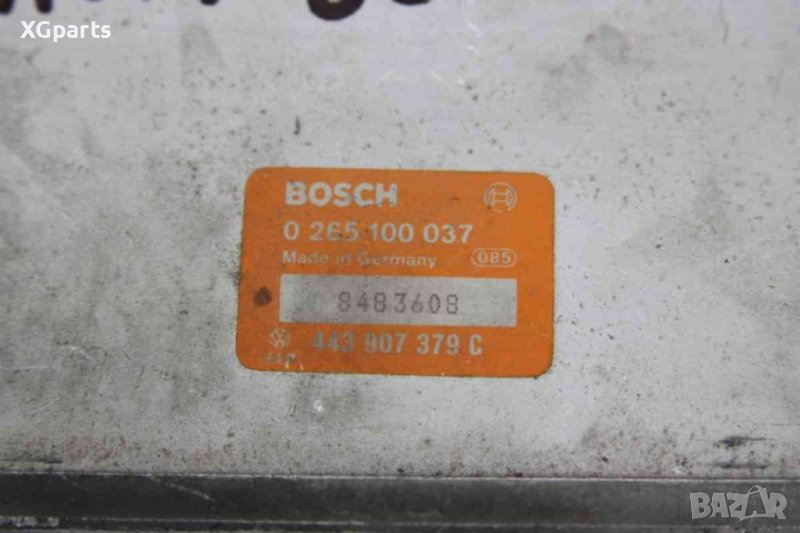 XGparts
BOSCH
0 265 100 037
Made in Germany
085
8483608
443 907 379 C
BAZAR